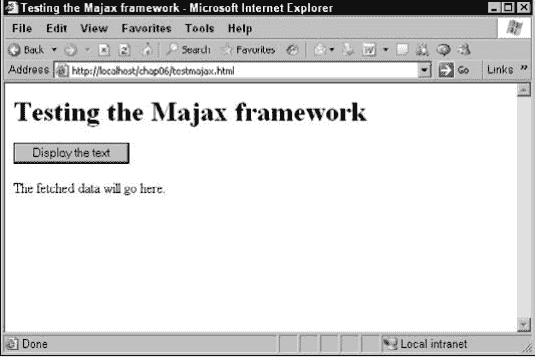 Testing the Majax framework - Microsoft Internet Explorer
File Edit View Favorites Tools Help
Back Search Favorites
Address http://localhost/chap06/testmajax.html Go Links »
Testing the Majax framework
Display the text
The fetched data will go here.
Done Local intranet